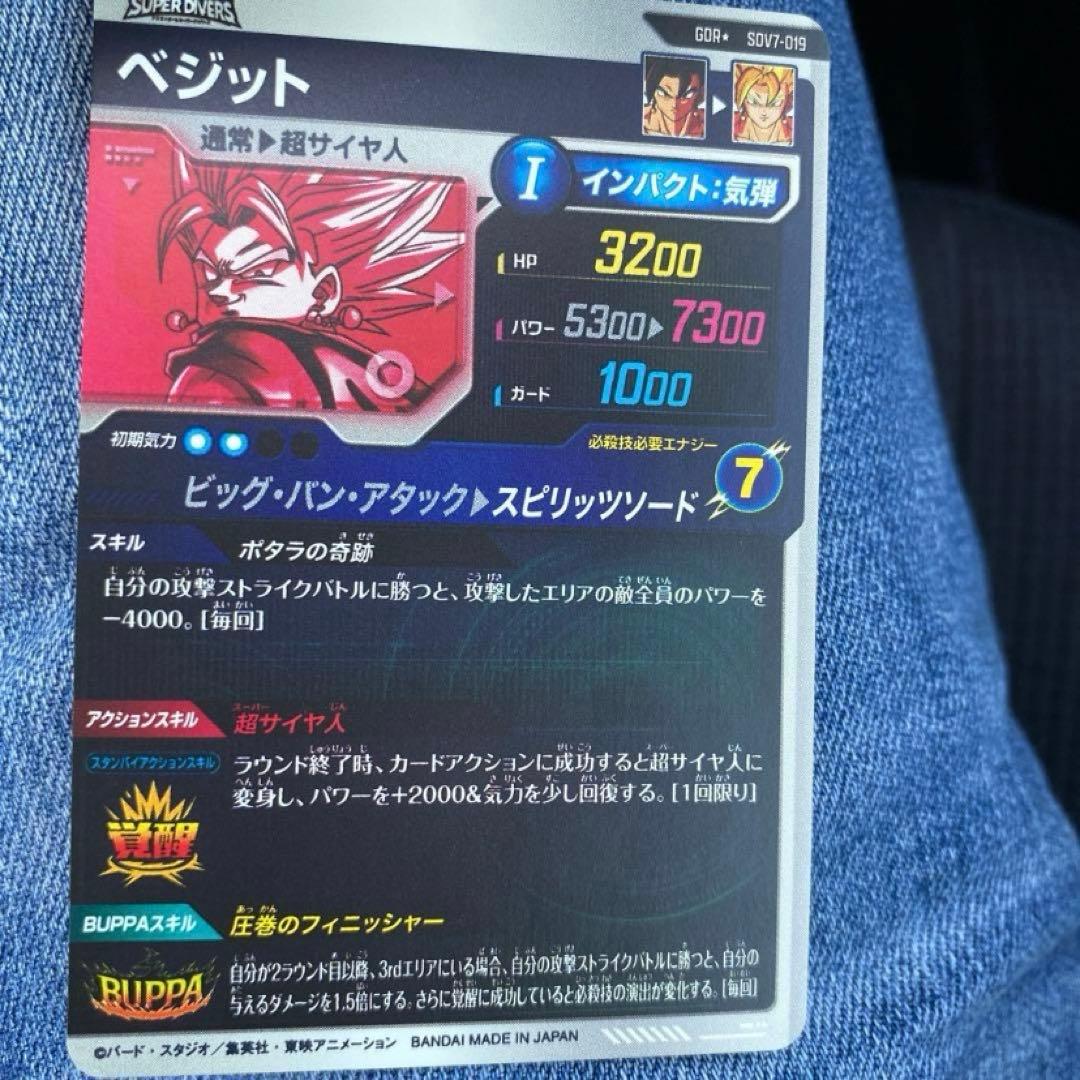 SUPER DIVERS
GDR★ SDV7-019
ベジット
通常▶超サイヤ人
I インパクト：気弾
HP 3200
パワー 5300▶7300
ガード 1000
初期気力
必殺技必要エナジー 7
ビッグ・バン・アタック▶スピリッツソード
スキル ポタラの奇跡
自分の攻撃ストライクバトルに勝つと、攻撃したエリアの敵全員のパワーを
-4000。[毎回]
アクションスキル 超サイヤ人
スタンバイアクションスキル
覚醒
ラウンド終了時、カードアクションに成功すると超サイヤ人に
変身し、パワーを+2000&気力を少し回復する。[1回限り]
BUPPAスキル 圧巻のフィニッシャー
BUPPA
自分が2ラウンド目以降、3rdエリアにいる場合、自分の攻撃ストライクバトルに勝つと、自分の
与えるダメージを1.5倍にする。さらに覚醒に成功していると必殺技の演出が変化する。[毎回]
©バード・スタジオ／集英社・東映アニメーション BANDAI MADE IN JAPAN